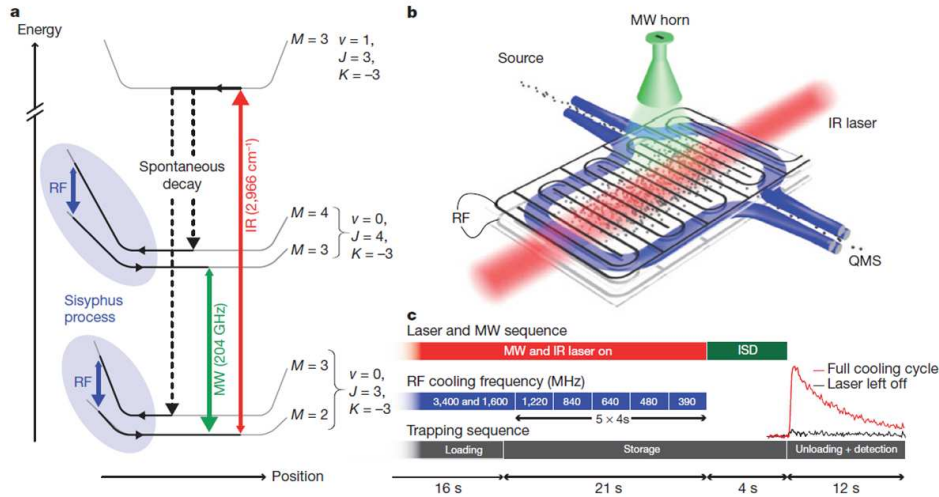 a
Energy
M = 3
v = 1,
J = 3,
K = –3
Spontaneous
decay
IR (2,966 cm⁻¹)
RF
M = 4
M = 3
v = 0,
J = 4,
K = –3
Sisyphus
process
MW (204 GHz)
RF
M = 3
M = 2
v = 0,
J = 3,
K = –3
Position
b
MW horn
Source
IR laser
RF
QMS
c
Laser and MW sequence
MW and IR laser on
ISD
RF cooling frequency (MHz)
3,400 and 1,600 1,220 840 640 480 390
5 × 4s
Full cooling cycle
Laser left off
Trapping sequence
Loading Storage Unloading + detection
16 s 21 s 4 s 12 s